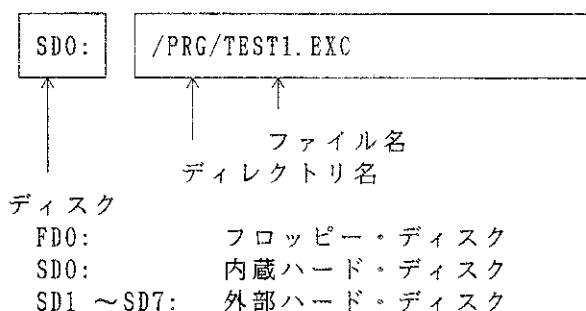 SD0: /PRG/TEST1.EXC
ファイル名
ディレクトリ名
ディスク
FD0: フロッピー・ディスク
SD0: 内蔵ハード・ディスク
SD1 ～SD7: 外部ハード・ディスク